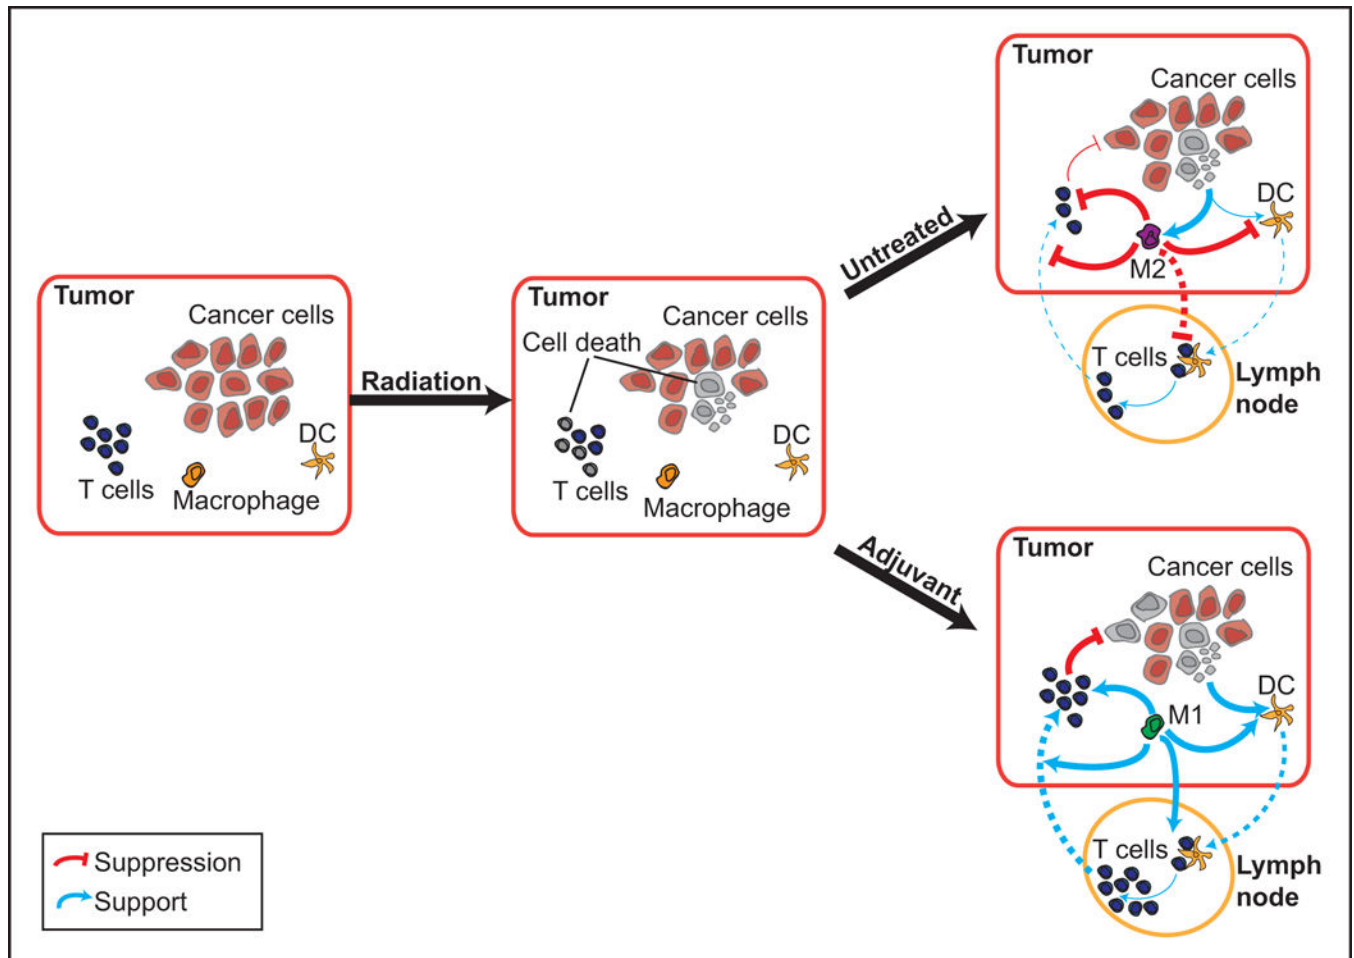 Tumor
Cancer cells
T cells
Macrophage
DC
Radiation
Tumor
Cancer cells
Cell death
T cells
Macrophage
DC
Untreated
Tumor
Cancer cells
DC
M2
T cells
Lymph
node
Adjuvant
Tumor
Cancer cells
DC
M1
T cells
Lymph
node
Suppression
Support